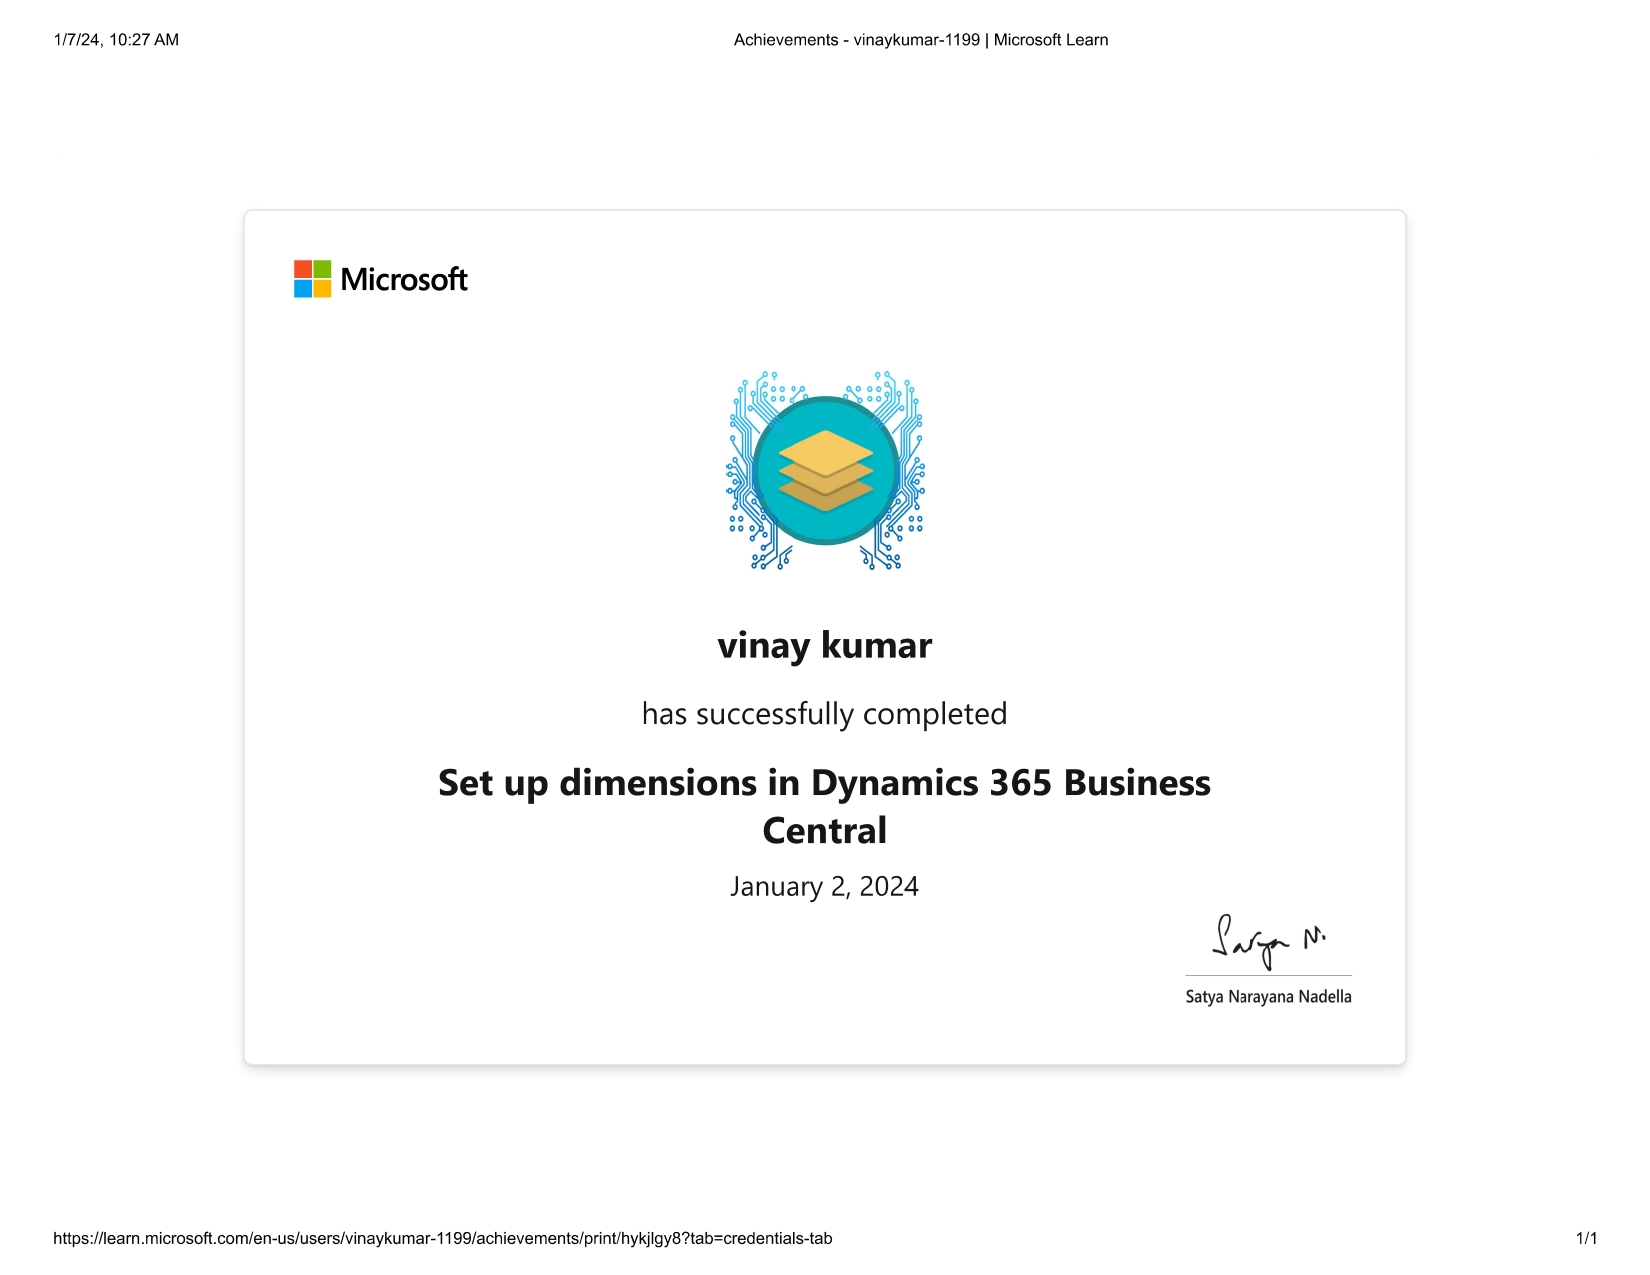 1/7/24, 10:27 AM
Achievements - vinaykumar-1199 | Microsoft Learn
Microsoft
vinay kumar
has successfully completed
Set up dimensions in Dynamics 365 Business
Central
January 2, 2024
Satya N.
Satya Narayana Nadella
https://learn.microsoft.com/en-us/users/vinaykumar-1199/achievements/print/hykjlgy8?tab=credentials-tab
1/1